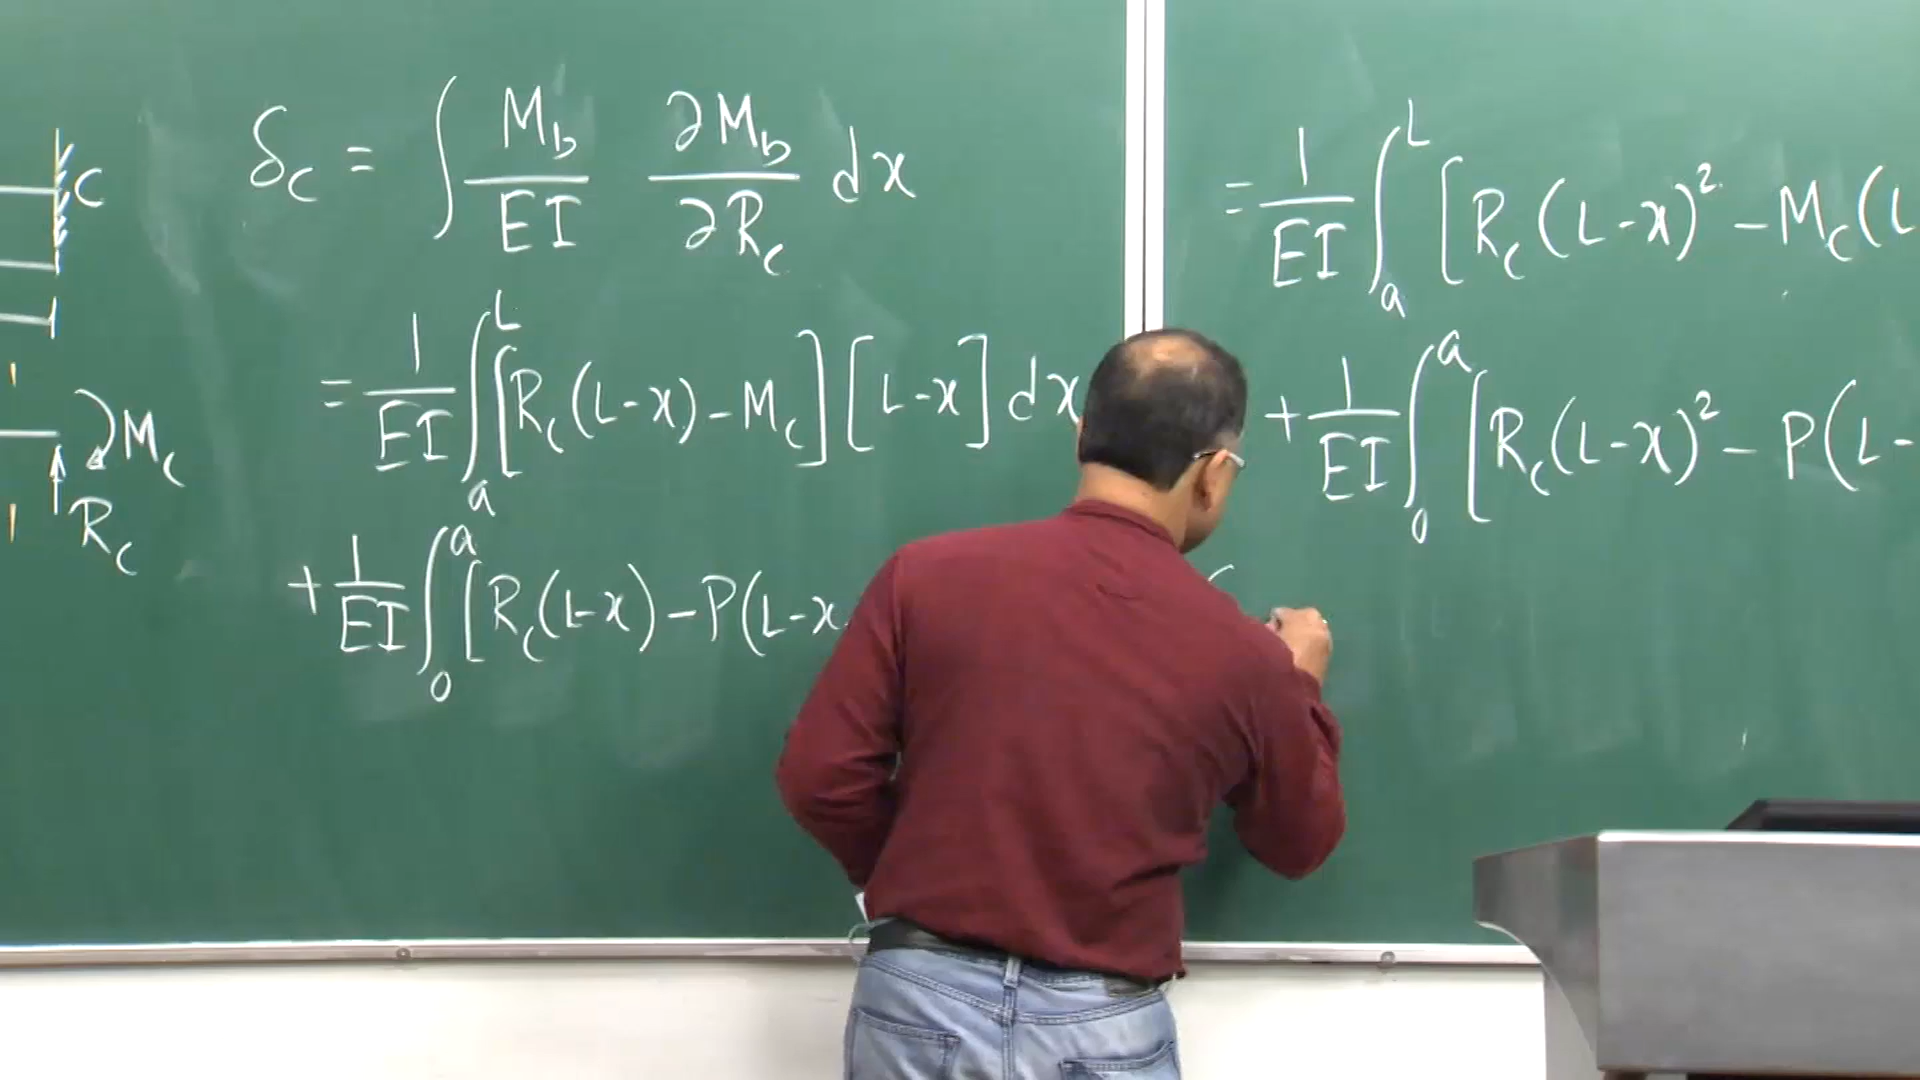 C
M_c
R_c
δ_c = ∫ M_b/EI ∂M_b/∂R_c dx
= 1/EI ∫_a^L [R_c(L-x) - M_c][L-x] dx
+ 1/EI ∫_0^a [R_c(L-x) - P(L-x
= 1/EI ∫_a^L [R_c(L-x)² - M_c(L
+ 1/EI ∫_0^a [R_c(L-x)² - P(L-